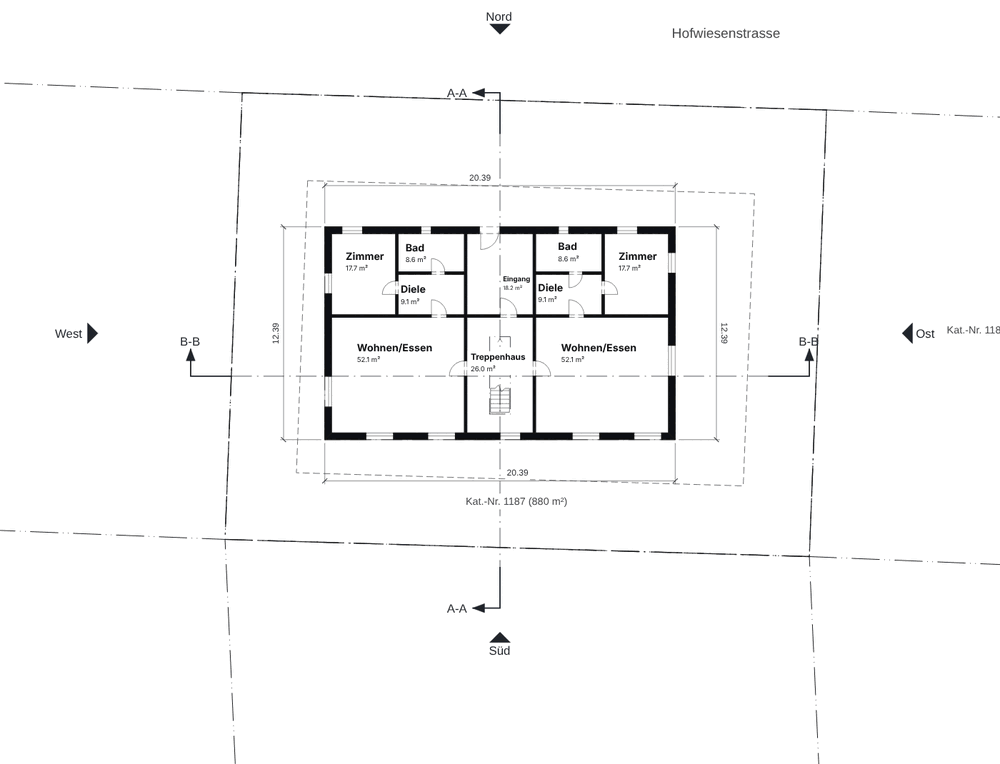 Nord
Hofwiesenstrasse
A-A
20.39
Zimmer
17.7 m²
Bad
8.6 m²
Bad
8.6 m²
Zimmer
17.7 m²
Diele
9.1 m²
Eingang
18.2 m²
Diele
9.1 m²
West
12.39
12.39
Ost
Kat.-Nr. 118
B-B
B-B
Wohnen/Essen
52.1 m²
Treppenhaus
26.0 m²
Wohnen/Essen
52.1 m²
20.39
Kat.-Nr. 1187 (880 m²)
A-A
Süd